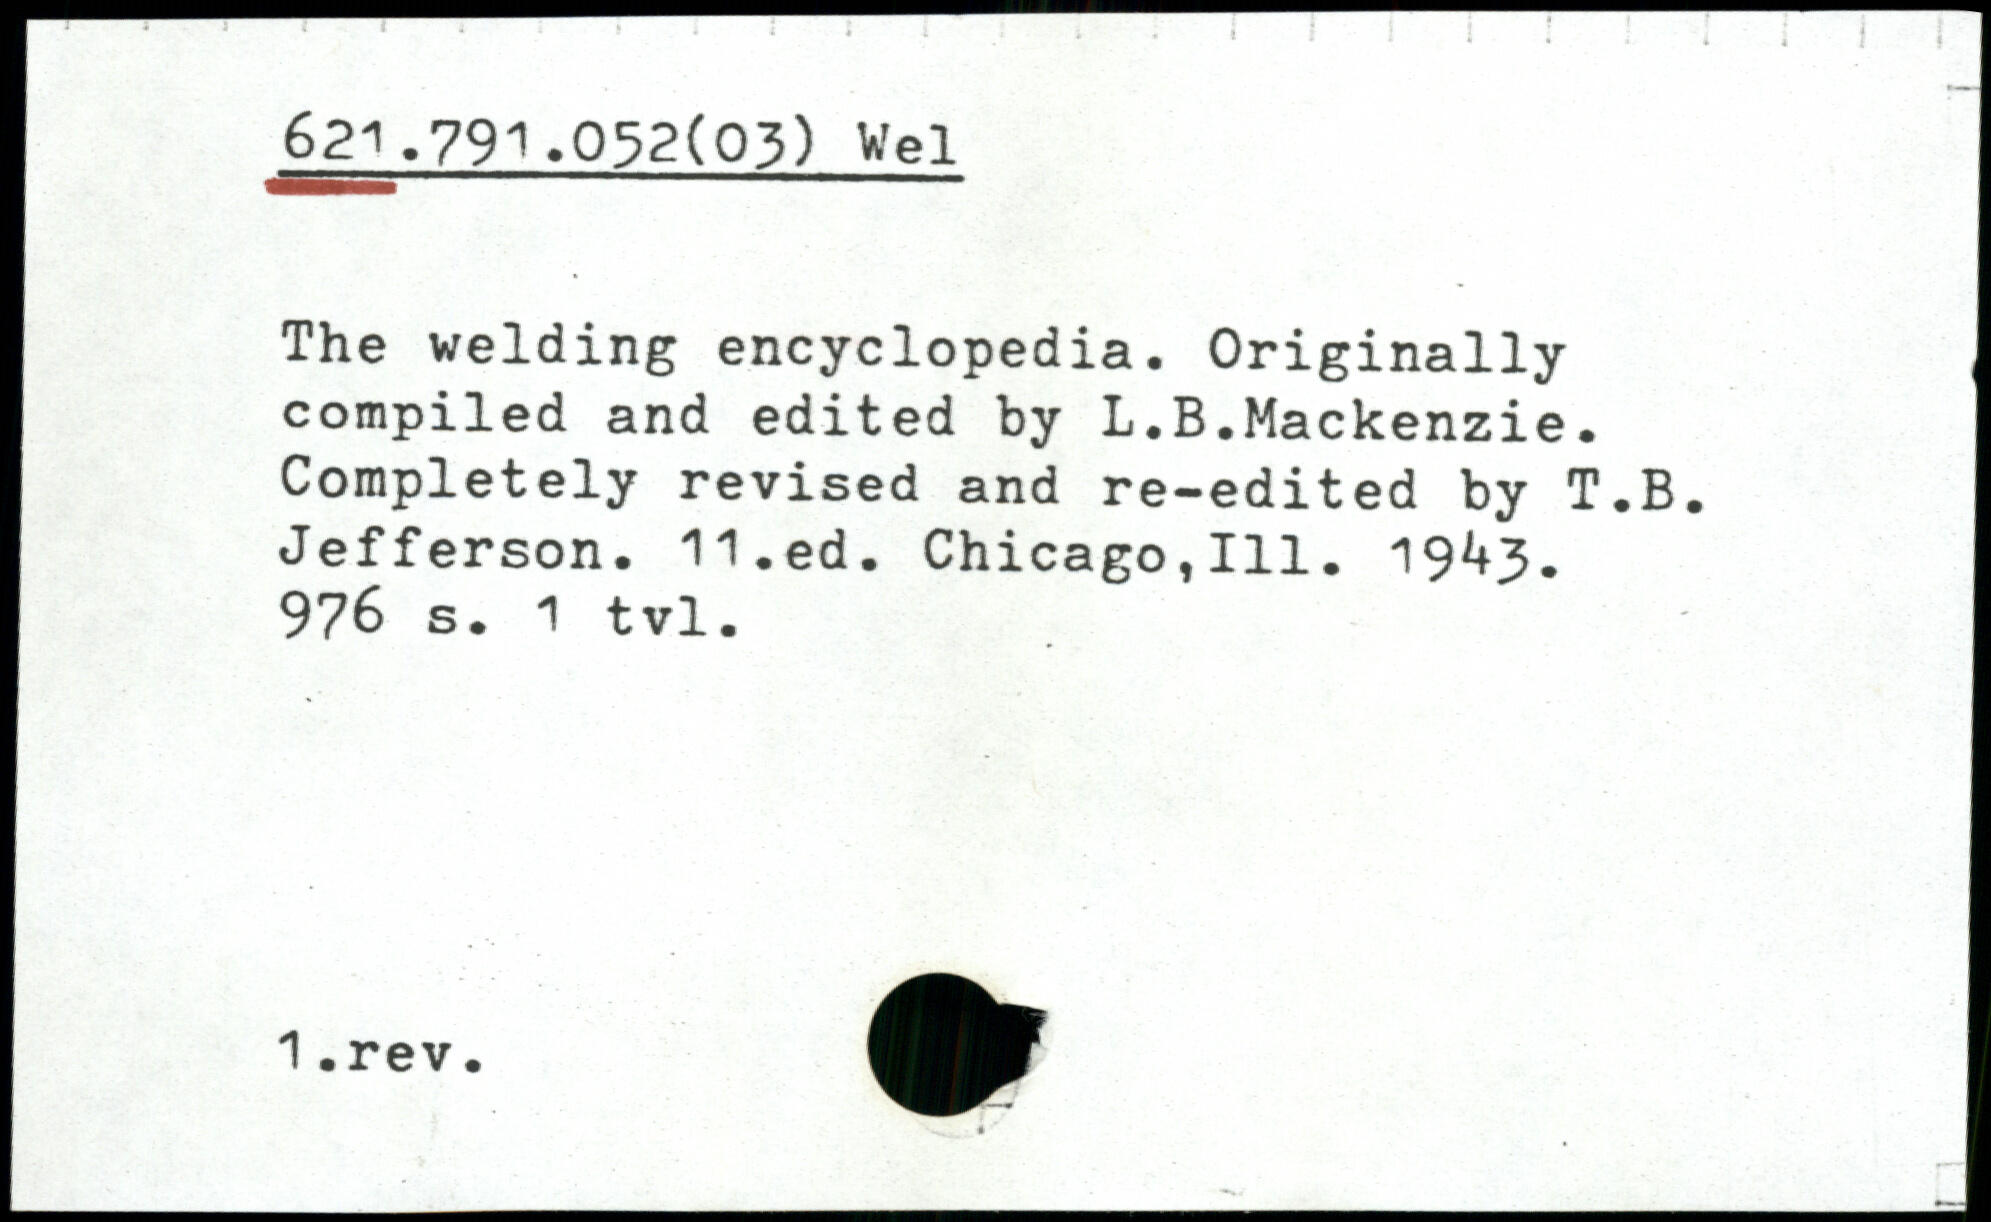 621.791.052(03) Wel
The welding encyclopedia. Originally
compiled and edited by L.B.Mackenzie.
Completely revised and re-edited by T.B.
Jefferson. 11.ed. Chicago,Ill. 1943.
976 s. 1 tvl.
1.rev.